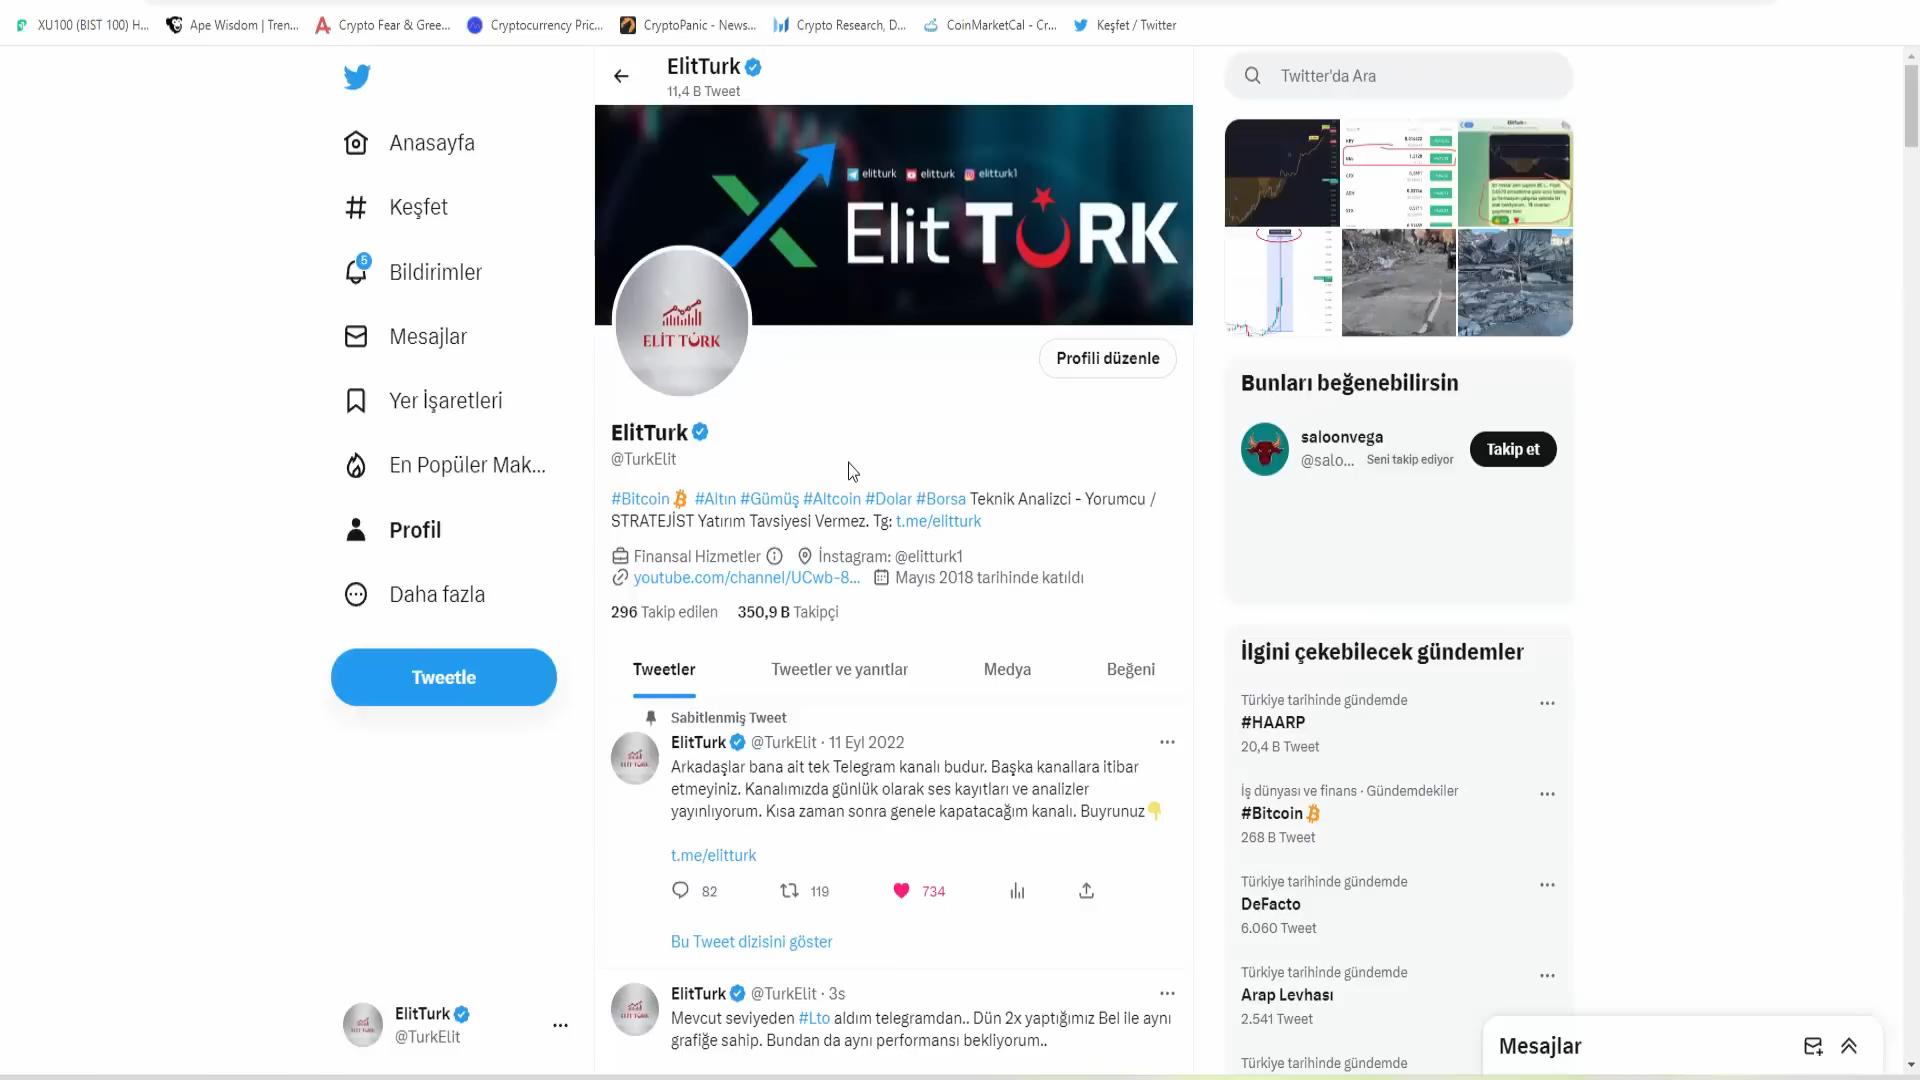 XU100 (BIST 100) H...
Ape Wisdom | Tren...
Crypto Fear & Gree...
Cryptocurrency Pric...
CryptoPanic - News...
Crypto Research, D...
CoinMarketCal - Cr...
Keşfet / Twitter
Anasayfa
Keşfet
5
Bildirimler
Mesajlar
Yer İşaretleri
En Popüler Mak...
Profil
Daha fazla
Tweetle
ElitTurk
@TurkElit
ElitTurk
11,4 B Tweet
elitturk elitturk elitturk1
Elit TÜRK
ELİT TÜRK
Profili düzenle
ElitTurk
@TurkElit
#Bitcoin #Altın #Gümüş #Altcoin #Dolar #Borsa Teknik Analizci - Yorumcu /
STRATEJİST Yatırım Tavsiyesi Vermez. Tg: t.me/elitturk
Finansal Hizmetler İnstagram: @elitturk1
youtube.com/channel/UCwb-8... Mayıs 2018 tarihinde katıldı
296 Takip edilen 350,9 B Takipçi
Tweetler
Tweetler ve yanıtlar
Medya
Beğeni
Sabitlenmiş Tweet
ElitTurk @TurkElit · 11 Eyl 2022
Arkadaşlar bana ait tek Telegram kanalı budur. Başka kanallara itibar
etmeyiniz. Kanalımızda günlük olarak ses kayıtları ve analizler
yayınlıyorum. Kısa zaman sonra genele kapatacağım kanalı. Buyrunuz
t.me/elitturk
82 119 734
Bu Tweet dizisini göster
ElitTurk @TurkElit · 3s
Mevcut seviyeden #Lto aldım telegramdan.. Dün 2x yaptığımız Bel ile aynı
grafiğe sahip. Bundan da aynı performansı bekliyorum..
Twitter'da Ara
Bunları beğenebilirsin
saloonvega
@salo... Seni takip ediyor
Takip et
İlgini çekebilecek gündemler
Türkiye tarihinde gündemde
#HAARP
20,4 B Tweet
İş dünyası ve finans · Gündemdekiler
#Bitcoin
268 B Tweet
Türkiye tarihinde gündemde
DeFacto
6.060 Tweet
Türkiye tarihinde gündemde
Arap Levhası
2.541 Tweet
Türkiye tarihinde gündemde
Mesajlar